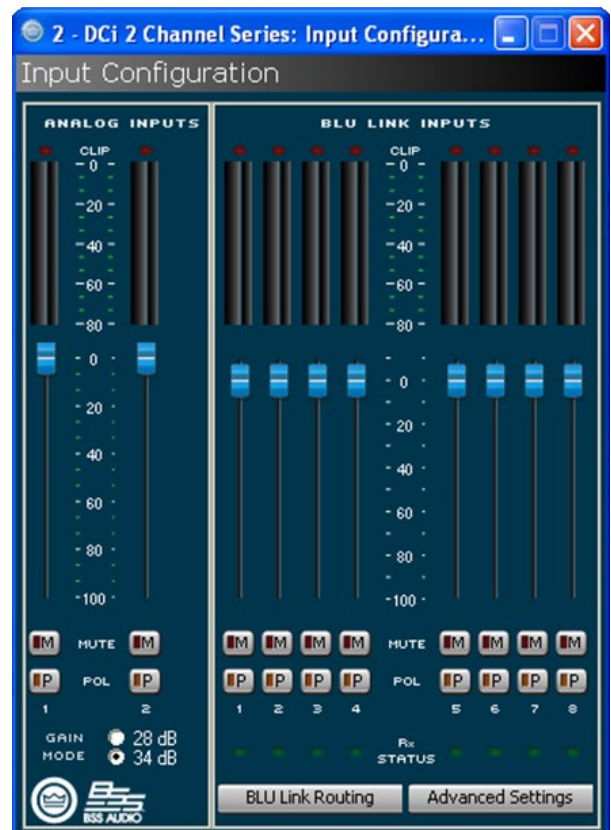 2 - DCi 2 Channel Series: Input Configura...
Input Configuration
ANALOG INPUTS
CLIP
0
-20
-40
-60
-80
0
20
40
60
80
100
M MUTE M
P POL P
1 2
GAIN MODE
28 dB
34 dB
BSS
BSS AUDIO
BLU LINK INPUTS
CLIP
0
-20
-40
-60
-80
0
20
40
60
80
100
M M M M MUTE M M M M
P P P P POL P P P P
1 2 3 4 5 6 7 8
Rx
STATUS
BLU Link Routing
Advanced Settings